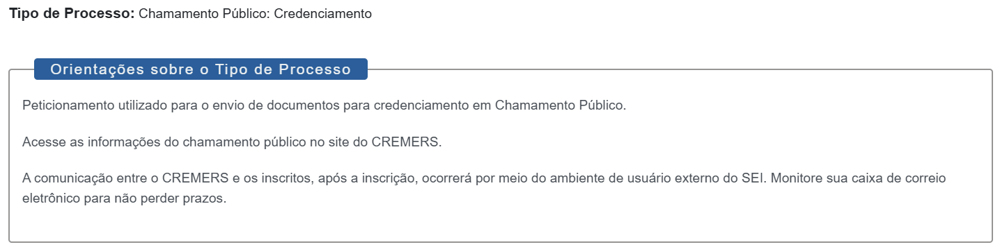 Tipo de Processo: Chamamento Público: Credenciamento
Orientações sobre o Tipo de Processo
Peticionamento utilizado para o envio de documentos para credenciamento em Chamamento Público.
Acesse as informações do chamamento público no site do CREMERS.
A comunicação entre o CREMERS e os inscritos, após a inscrição, ocorrerá por meio do ambiente de usuário externo do SEI. Monitore sua caixa de correio
eletrônico para não perder prazos.